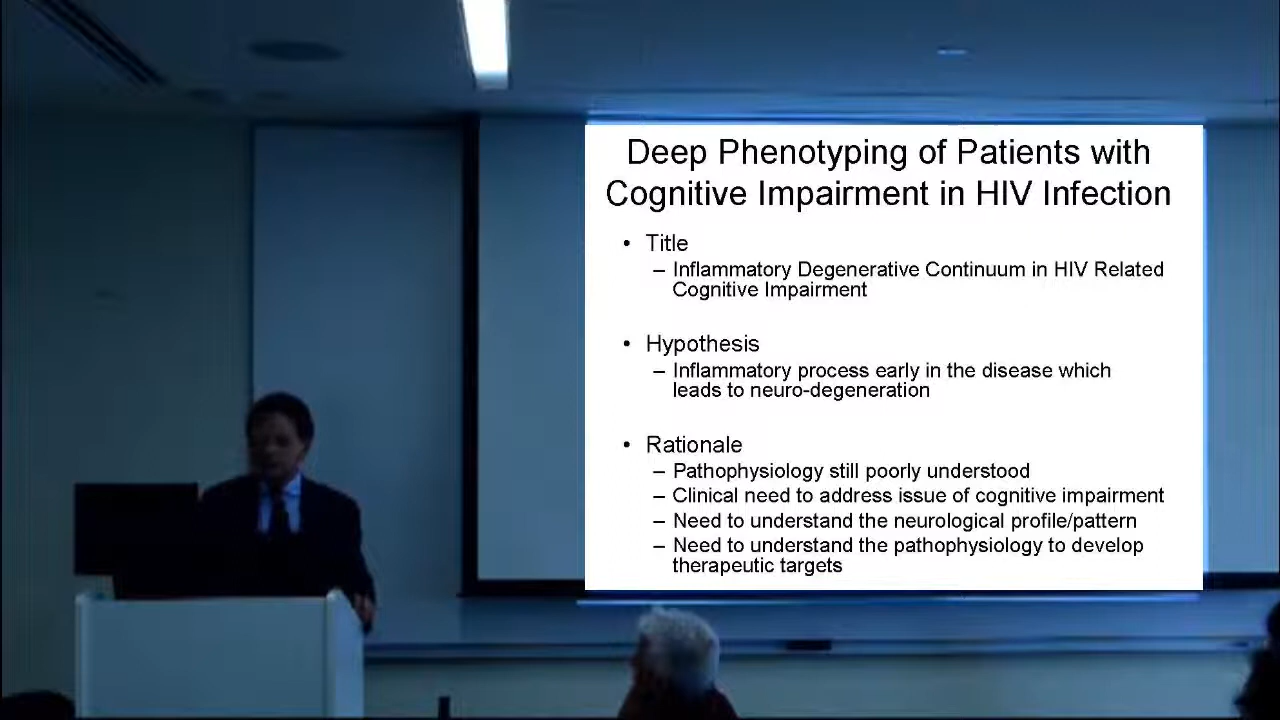 Deep Phenotyping of Patients with
Cognitive Impairment in HIV Infection
• Title
– Inflammatory Degenerative Continuum in HIV Related
Cognitive Impairment
• Hypothesis
– Inflammatory process early in the disease which
leads to neuro-degeneration
• Rationale
– Pathophysiology still poorly understood
– Clinical need to address issue of cognitive impairment
– Need to understand the neurological profile/pattern
– Need to understand the pathophysiology to develop
therapeutic targets